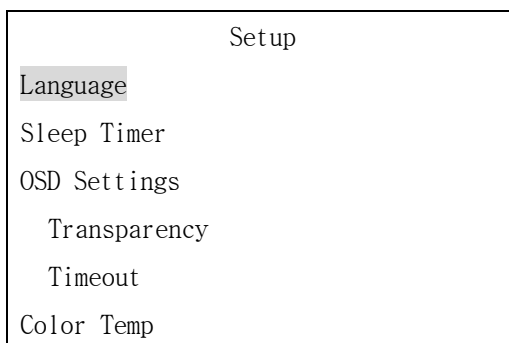 Setup
Language
Sleep Timer
OSD Settings
Transparency
Timeout
Color Temp